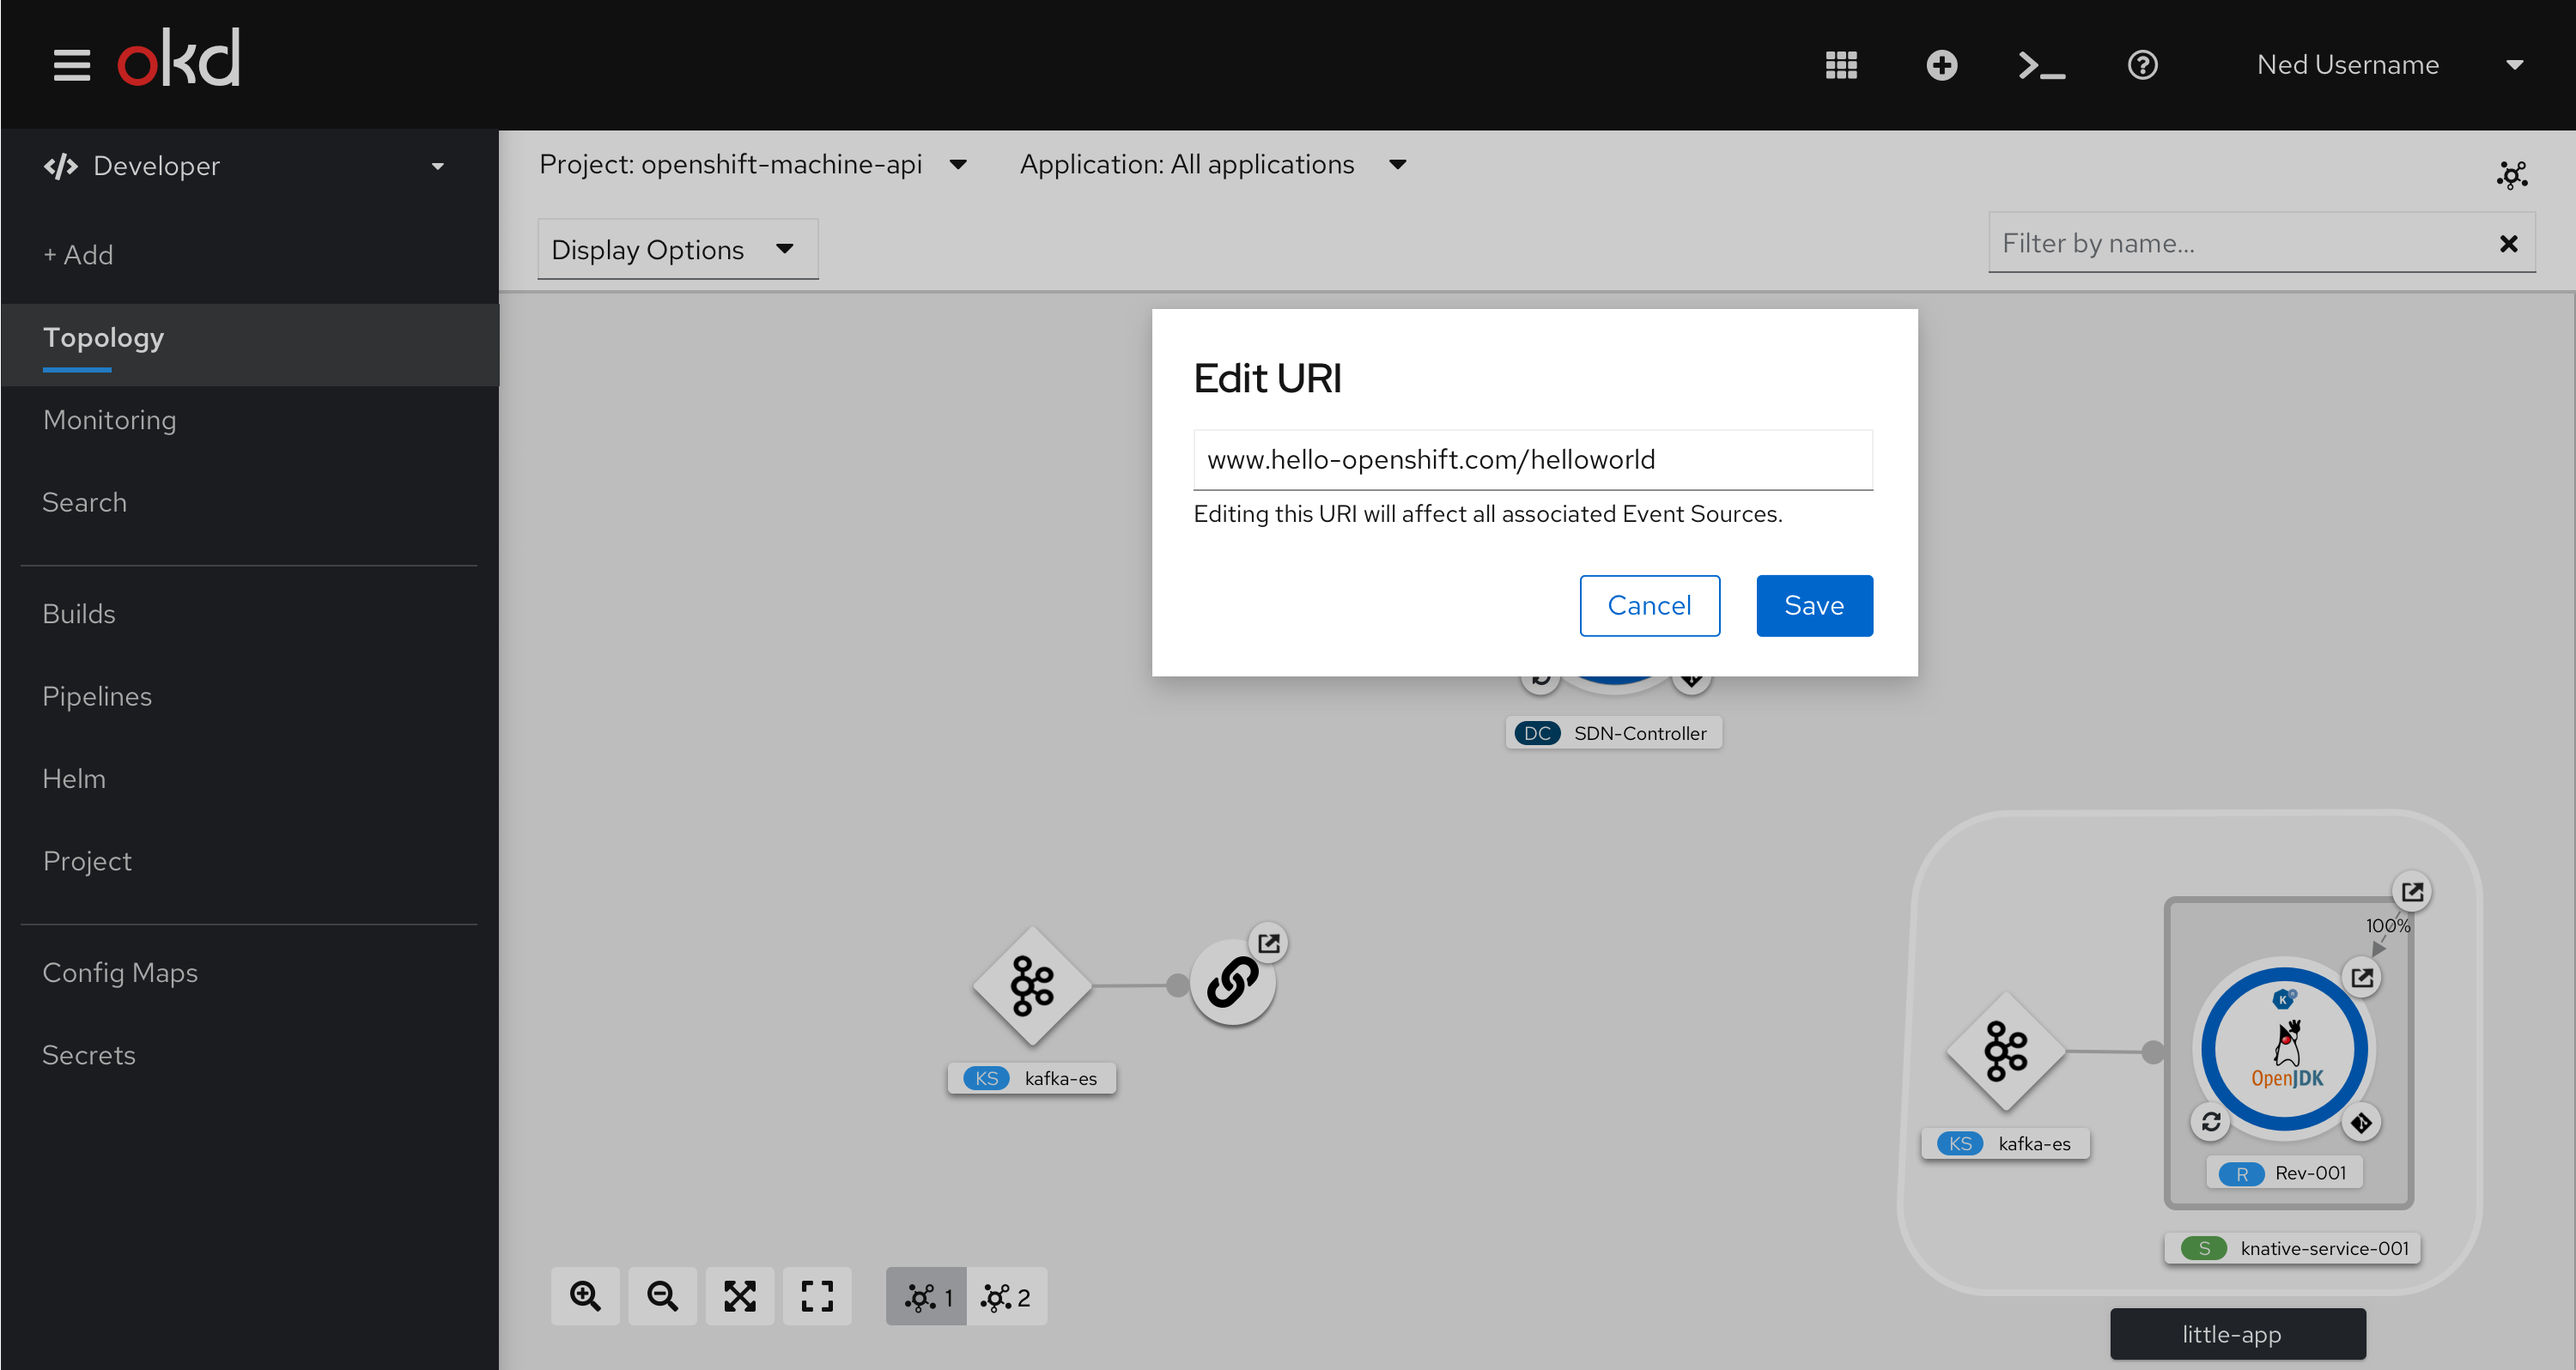 okd
Ned Username
Developer
+ Add
Topology
Monitoring
Search
Builds
Pipelines
Helm
Project
Config Maps
Secrets
Project: openshift-machine-api
Application: All applications
Display Options
Filter by name...
Edit URI
www.hello-openshift.com/helloworld
Editing this URI will affect all associated Event Sources.
Cancel
Save
DC SDN-Controller
KS kafka-es
100%
K
OpenJDK
KS kafka-es
R Rev-001
S knative-service-001
little-app
1
2